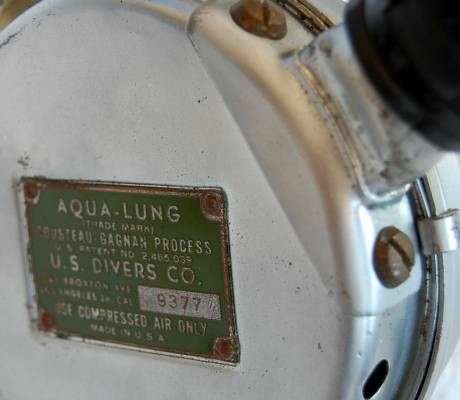 AQUA-LUNG
(TRADE MARK)
COUSTEAU-GAGNAN PROCESS
U.S. PATENT NO. 2,485,039
U.S. DIVERS CO.
BROXTON AVE.
LOS ANGELES 24, CAL. 9377
USE COMPRESSED AIR ONLY
MADE IN U.S.A.